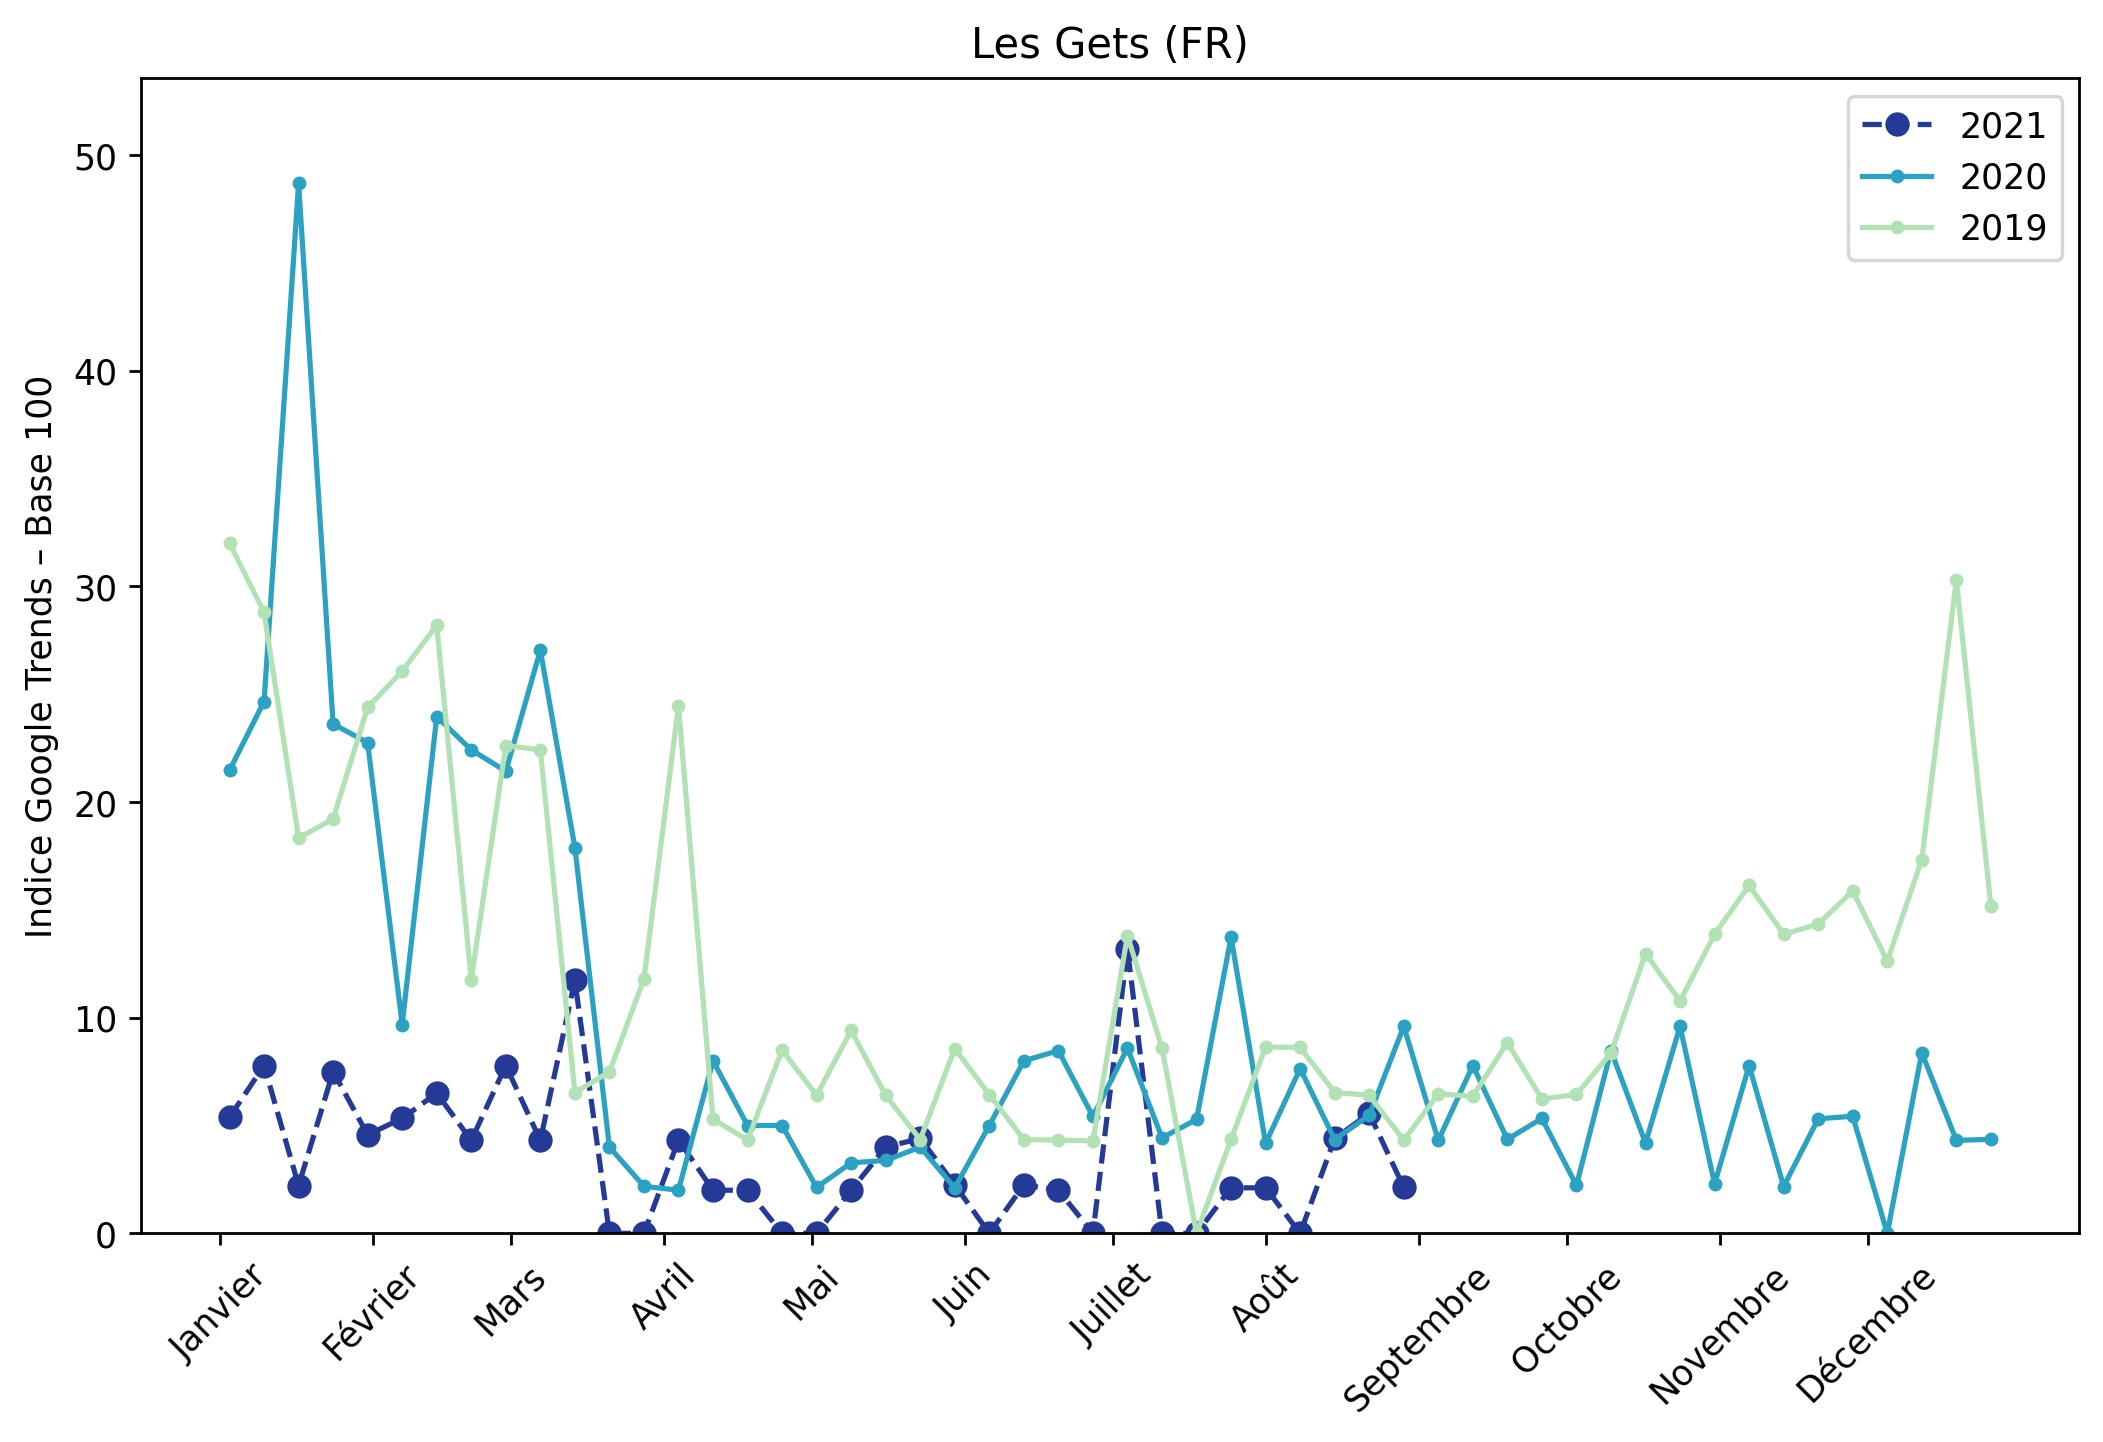 Les Gets (FR)
Indice Google Trends – Base 100
50
40
30
20
10
0
2021
2020
2019
Janvier
Février
Mars
Avril
Mai
Juin
Juillet
Août
Septembre
Octobre
Novembre
Décembre